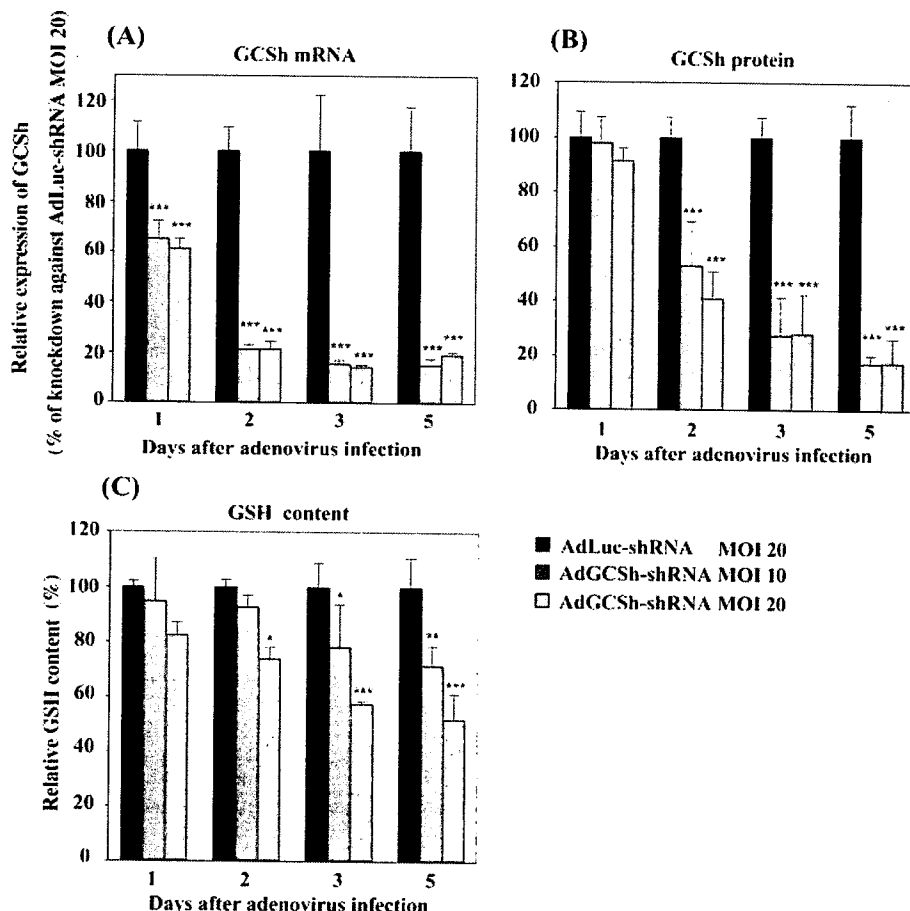 (A)
GCSh mRNA
Relative expression of GCSh
(% of knockdown against AdLuc-shRNA MOI 20)
120
100
80
60
40
20
0
*** ***
*** ***
*** ***
*** ***
1 2 3 5
Days after adenovirus infection
(B)
GCSh protein
120
100
80
60
40
20
0
*** ***
*** ***
*** ***
1 2 3 5
Days after adenovirus infection
(C)
GSH content
Relative GSH content (%)
120
100
80
60
40
20
0
*
* ***
** ***
1 2 3 5
Days after adenovirus infection
AdLuc-shRNA MOI 20
AdGCSh-shRNA MOI 10
AdGCSh-shRNA MOI 20